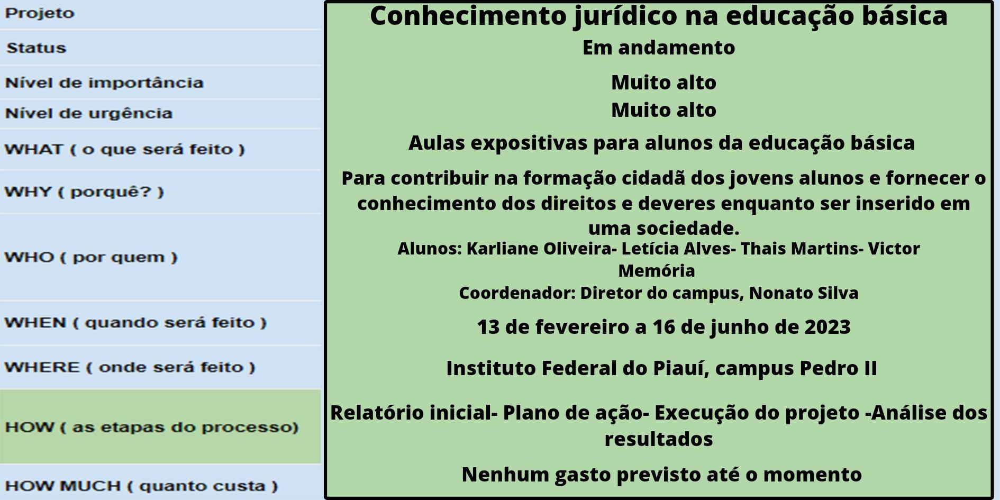 Projeto
Conhecimento jurídico na educação básica
Status
Em andamento
Nível de importância
Muito alto
Nível de urgência
Muito alto
WHAT ( o que será feito )
Aulas expositivas para alunos da educação básica
WHY ( porquê? )
Para contribuir na formação cidadã dos jovens alunos e fornecer o
conhecimento dos direitos e deveres enquanto ser inserido em
uma sociedade.
WHO ( por quem )
Alunos: Karliane Oliveira- Letícia Alves- Thais Martins- Victor
Memória
Coordenador: Diretor do campus, Nonato Silva
WHEN ( quando será feito )
13 de fevereiro a 16 de junho de 2023
WHERE ( onde será feito )
Instituto Federal do Piauí, campus Pedro II
HOW ( as etapas do processo)
Relatório inicial- Plano de ação- Execução do projeto -Análise dos
resultados
HOW MUCH ( quanto custa )
Nenhum gasto previsto até o momento